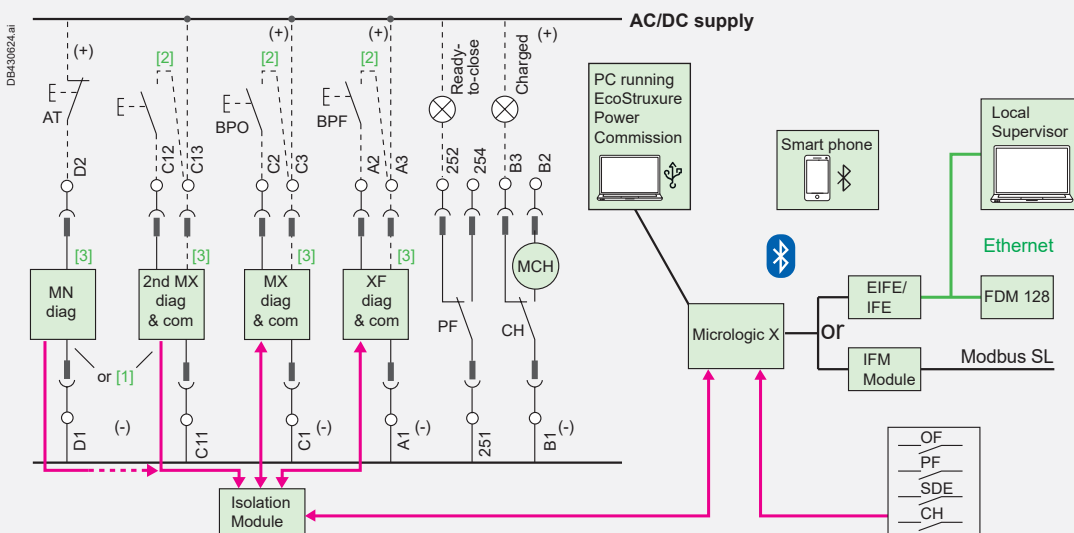 AC/DC supply
DB430624.ai
(+)
(+)
(+)
(+)
[2]
[2]
[2]
AT
BPO
BPF
Ready-
to-close
Charged
D2
C12
C13
C2
C3
A2
A3
252
254
B3
B2
[3]
[3]
[3]
[3]
MN
diag
2nd MX
diag
& com
MX
diag
& com
XF
diag
& com
PF
MCH
CH
or [1]
(-)
(-)
(-)
(-)
D1
C11
C1
A1
251
B1
Isolation
Module
PC running
EcoStruxure
Power
Commission
Smart phone
Local
Supervisor
Ethernet
Micrologic X
or
EIFE/
IFE
FDM 128
IFM
Module
Modbus SL
OF
PF
SDE
CH